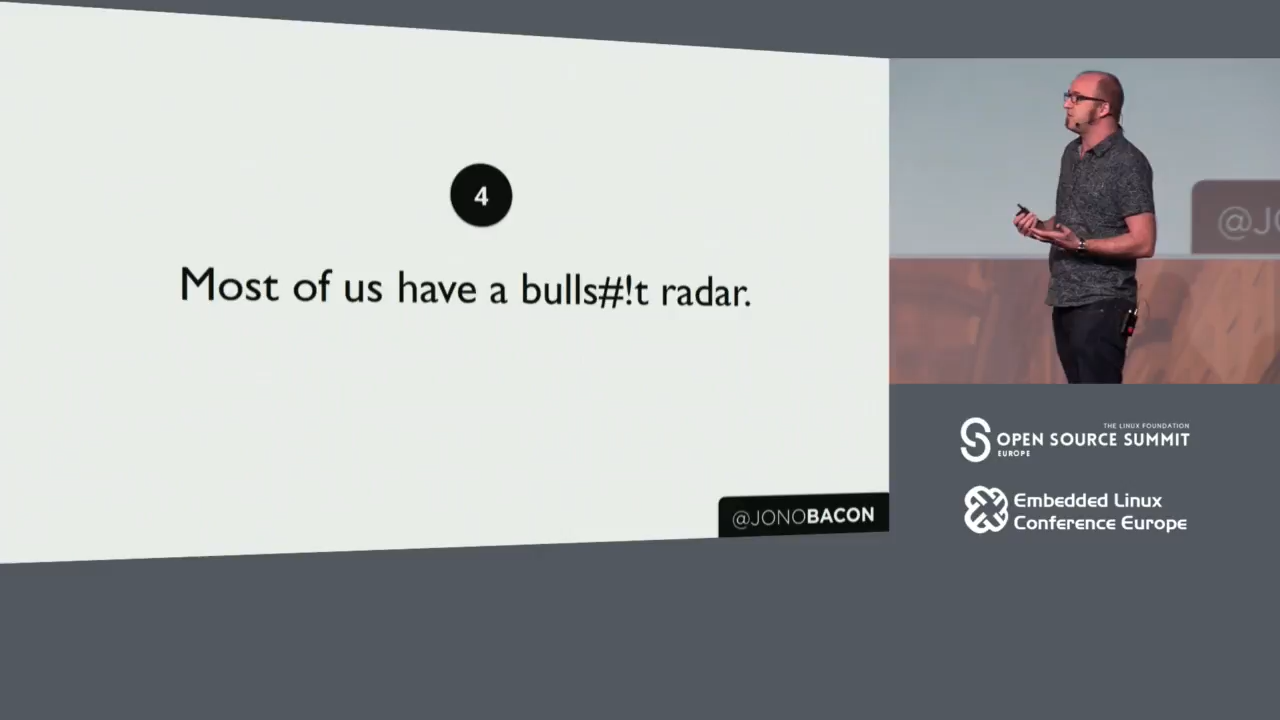 4
Most of us have a bulls#!t radar.
@JONOBACON
@JO
THE LINUX FOUNDATION
OPEN SOURCE SUMMIT
EUROPE
Embedded Linux
Conference Europe